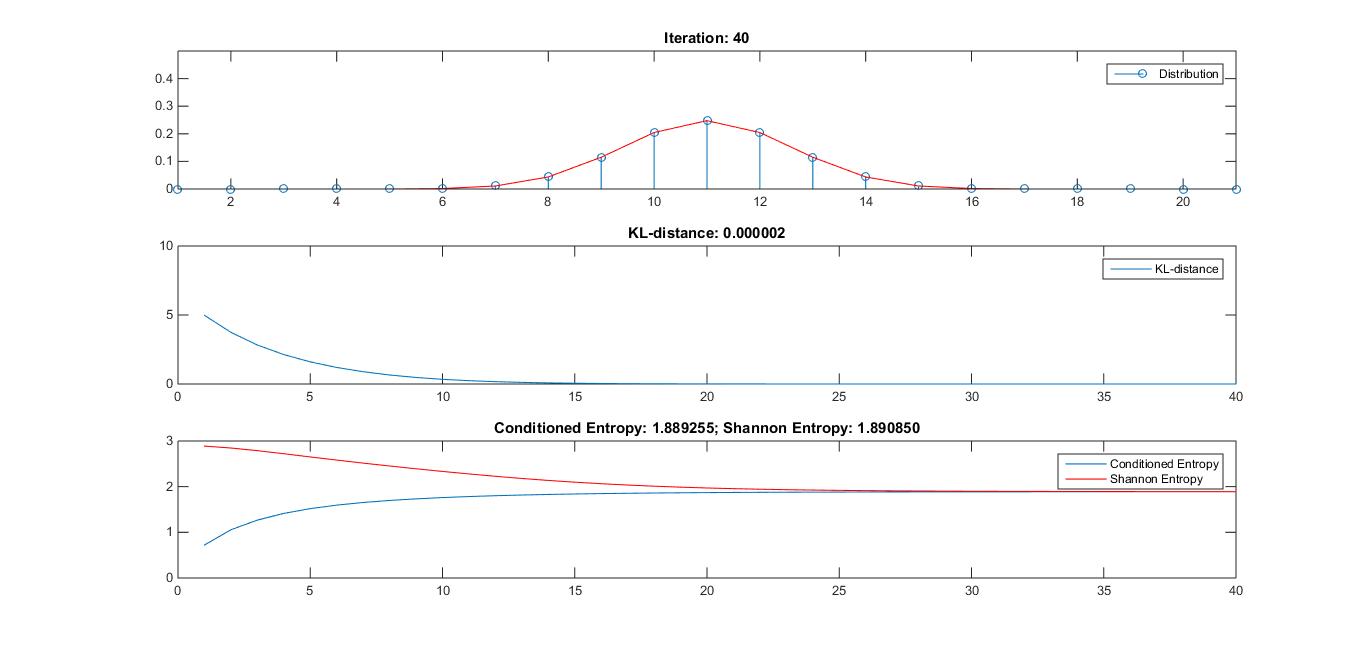 Iteration: 40
0.4
0.3
0.2
0.1
0
Distribution
2 4 6 8 10 12 14 16 18 20
KL-distance: 0.000002
10
5
0
KL-distance
0 5 10 15 20 25 30 35 40
Conditioned Entropy: 1.889255; Shannon Entropy: 1.890850
3
2
1
0
Conditioned Entropy
Shannon Entropy
0 5 10 15 20 25 30 35 40